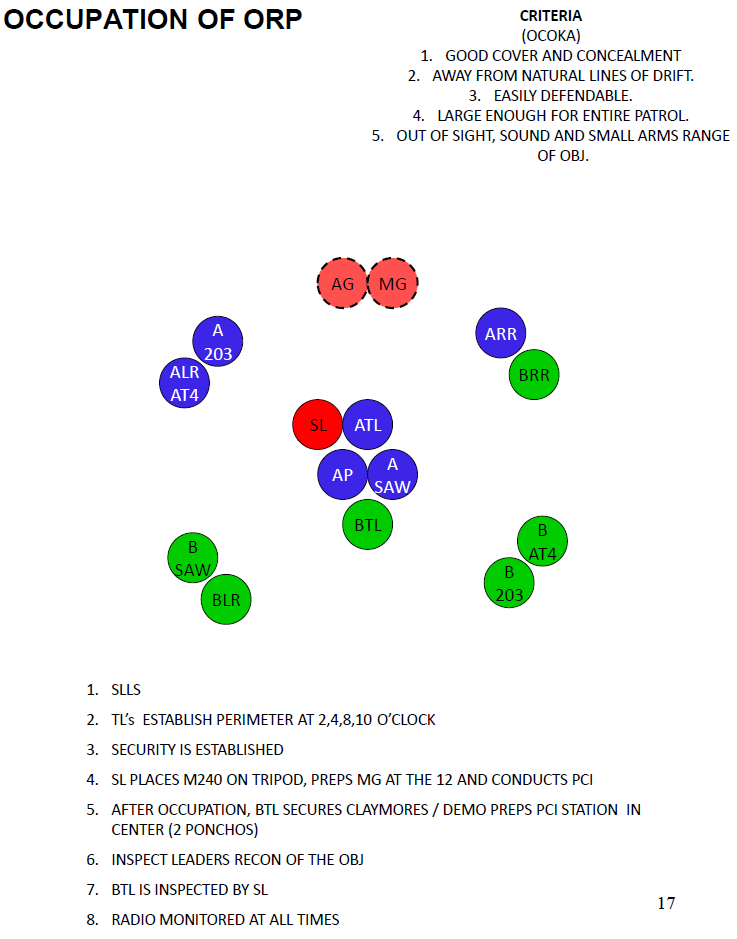 OCCUPATION OF ORP
CRITERIA
(OCOKA)
1. GOOD COVER AND CONCEALMENT
2. AWAY FROM NATURAL LINES OF DRIFT.
3. EASILY DEFENDABLE.
4. LARGE ENOUGH FOR ENTIRE PATROL.
5. OUT OF SIGHT, SOUND AND SMALL ARMS RANGE
OF OBJ.
AG
MG
A
203
ALR
AT4
ARR
BRR
SL
ATL
AP
A
SAW
BTL
B
SAW
BLR
B
AT4
B
203
1. SLLS
2. TL’s ESTABLISH PERIMETER AT 2,4,8,10 O’CLOCK
3. SECURITY IS ESTABLISHED
4. SL PLACES M240 ON TRIPOD, PREPS MG AT THE 12 AND CONDUCTS PCI
5. AFTER OCCUPATION, BTL SECURES CLAYMORES / DEMO PREPS PCI STATION IN
CENTER (2 PONCHOS)
6. INSPECT LEADERS RECON OF THE OBJ
7. BTL IS INSPECTED BY SL
8. RADIO MONITORED AT ALL TIMES
17